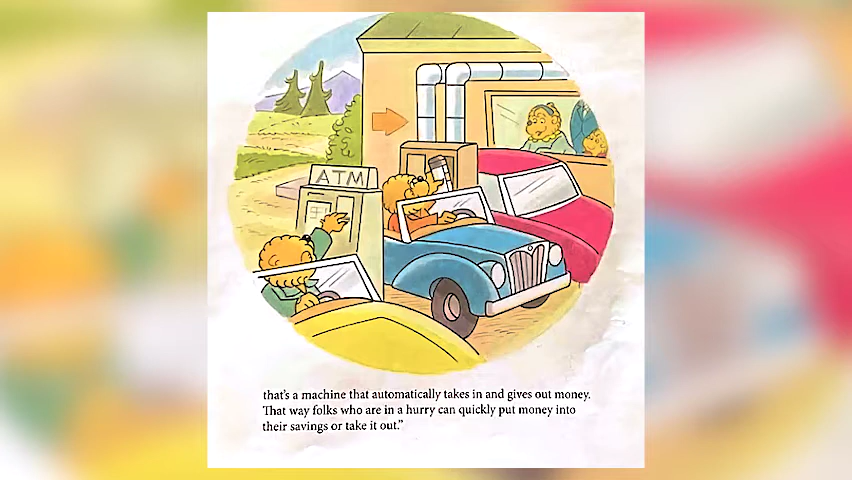 ATM
that's a machine that automatically takes in and gives out money.
That way folks who are in a hurry can quickly put money into
their savings or take it out."